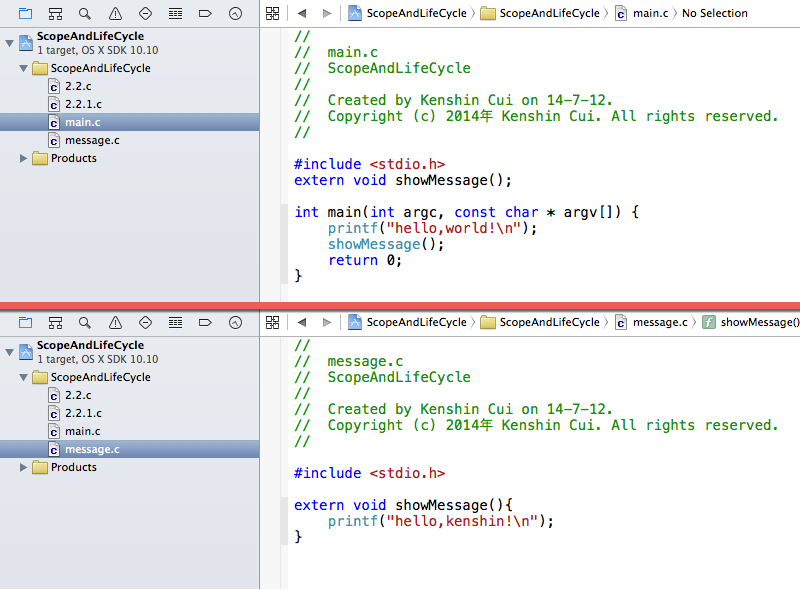 ScopeAndLifeCycle › ScopeAndLifeCycle › main.c › No Selection
ScopeAndLifeCycle
1 target, OS X SDK 10.10
ScopeAndLifeCycle
2.2.c
2.2.1.c
main.c
message.c
Products
//
//  main.c
//  ScopeAndLifeCycle
//
//  Created by Kenshin Cui on 14-7-12.
//  Copyright (c) 2014年 Kenshin Cui. All rights reserved.
//
#include <stdio.h>
extern void showMessage();
int main(int argc, const char * argv[]) {
    printf("hello,world!\n");
    showMessage();
    return 0;
}
ScopeAndLifeCycle › ScopeAndLifeCycle › message.c › showMessage()
ScopeAndLifeCycle
1 target, OS X SDK 10.10
ScopeAndLifeCycle
2.2.c
2.2.1.c
main.c
message.c
Products
//
//  message.c
//  ScopeAndLifeCycle
//
//  Created by Kenshin Cui on 14-7-12.
//  Copyright (c) 2014年 Kenshin Cui. All rights reserved.
//
#include <stdio.h>
extern void showMessage(){
    printf("hello,kenshin!\n");
}